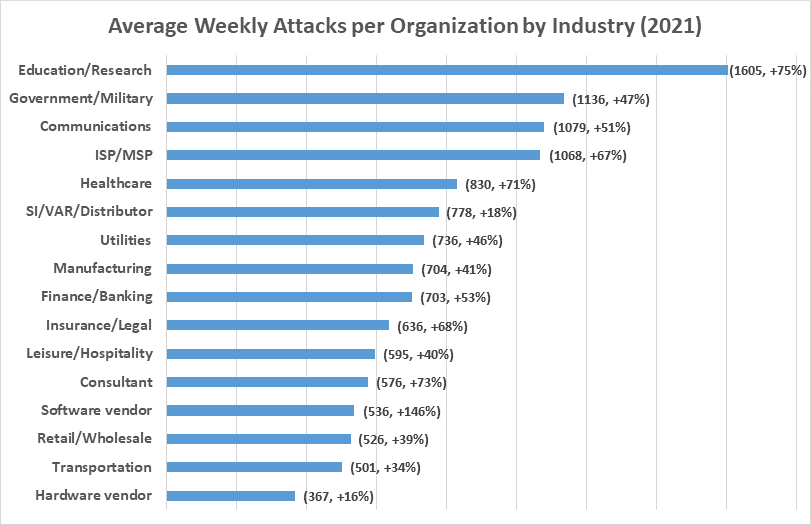 Average Weekly Attacks per Organization by Industry (2021)
Education/Research (1605, +75%)
Government/Military (1136, +47%)
Communications (1079, +51%)
ISP/MSP (1068, +67%)
Healthcare (830, +71%)
SI/VAR/Distributor (778, +18%)
Utilities (736, +46%)
Manufacturing (704, +41%)
Finance/Banking (703, +53%)
Insurance/Legal (636, +68%)
Leisure/Hospitality (595, +40%)
Consultant (576, +73%)
Software vendor (536, +146%)
Retail/Wholesale (526, +39%)
Transportation (501, +34%)
Hardware vendor (367, +16%)